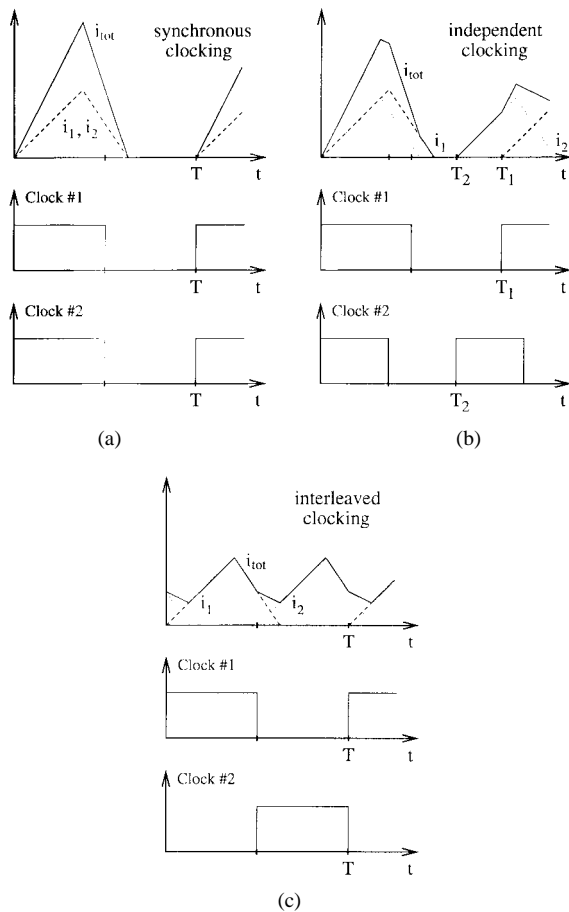 i_tot
synchronous
clocking
i_1, i_2
T
t
Clock #1
T
t
Clock #2
T
t
(a)
independent
clocking
i_tot
i_1
i_2
T_2
T_1
t
Clock #1
T_1
t
Clock #2
T_2
t
(b)
interleaved
clocking
i_tot
i_1
i_2
T
t
Clock #1
T
t
Clock #2
T
t
(c)